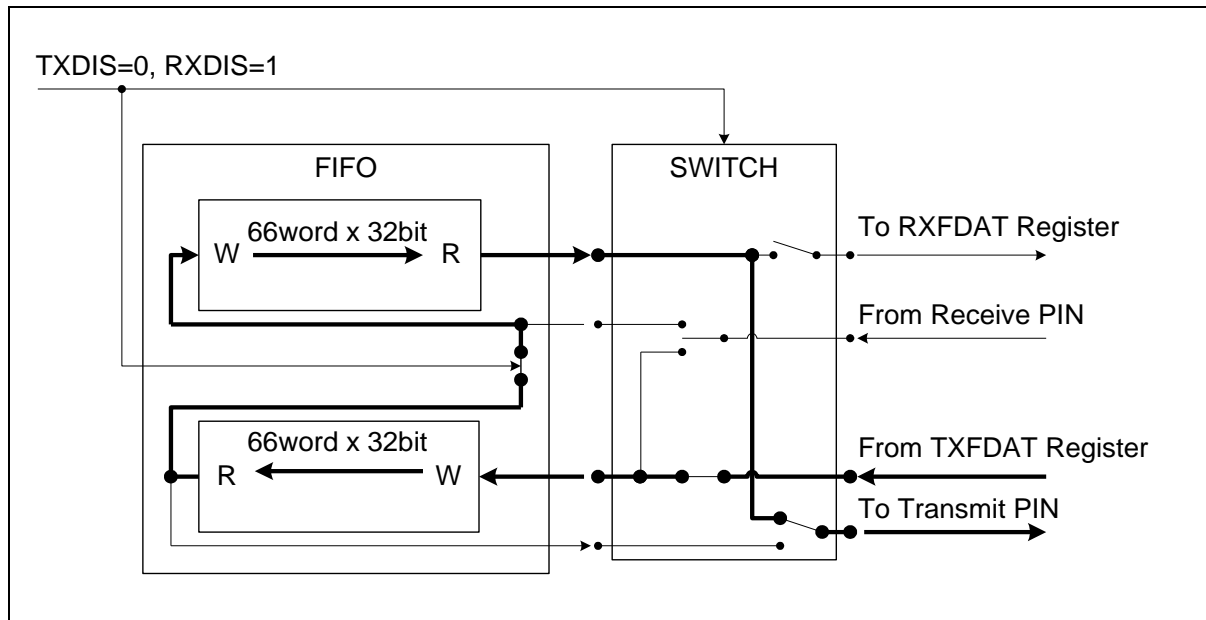 TXDIS=0, RXDIS=1
FIFO
SWITCH
66word x 32bit
W
R
To RXFDAT Register
From Receive PIN
66word x 32bit
R
W
From TXFDAT Register
To Transmit PIN